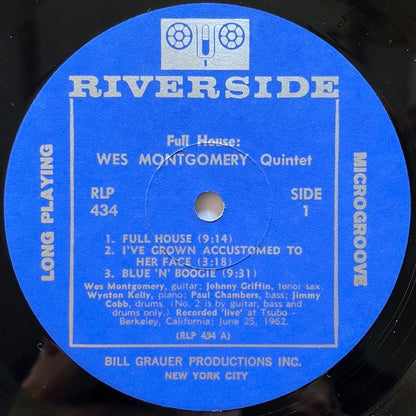 RIVERSIDE
Full House:
WES MONTGOMERY Quintet
LONG PLAYING
MICROGROOVE
RLP
434
SIDE
1
1. FULL HOUSE (9:14)
2. I'VE GROWN ACCUSTOMED TO
HER FACE (3:18)
3. BLUE 'N' BOOGIE (9:31)
Wes Montgomery, guitar; Johnny Griffin, tenor sax;
Wynton Kelly, piano; Paul Chambers, bass; Jimmy
Cobb, drums. (No. 2 is by guitar, bass and
drums only.) Recorded 'live' at Tsubo -
Berkeley, California; June 25, 1962.
(RLP 434 A)
BILL GRAUER PRODUCTIONS INC.
NEW YORK CITY